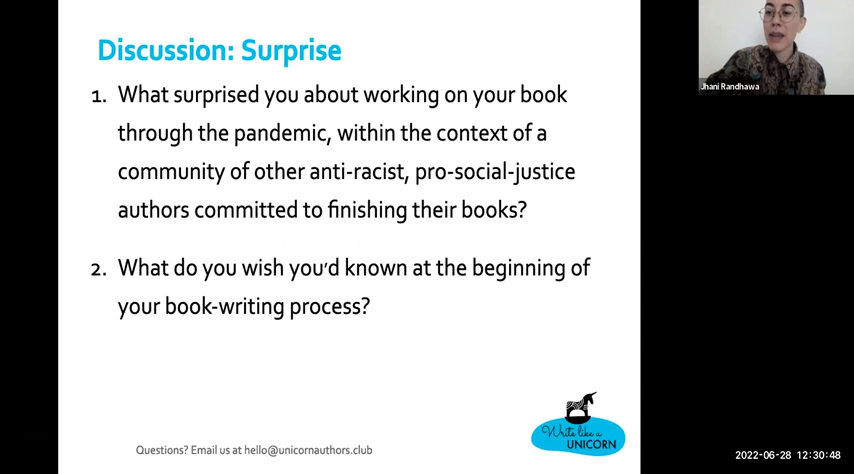 Discussion: Surprise
1. What surprised you about working on your book
through the pandemic, within the context of a
community of other anti-racist, pro-social-justice
authors committed to finishing their books?
2. What do you wish you'd known at the beginning of
your book-writing process?
Write like a
UNICORN
Questions? Email us at hello@unicornauthors.club
Jhani Randhawa
2022-06-28 12:30:48